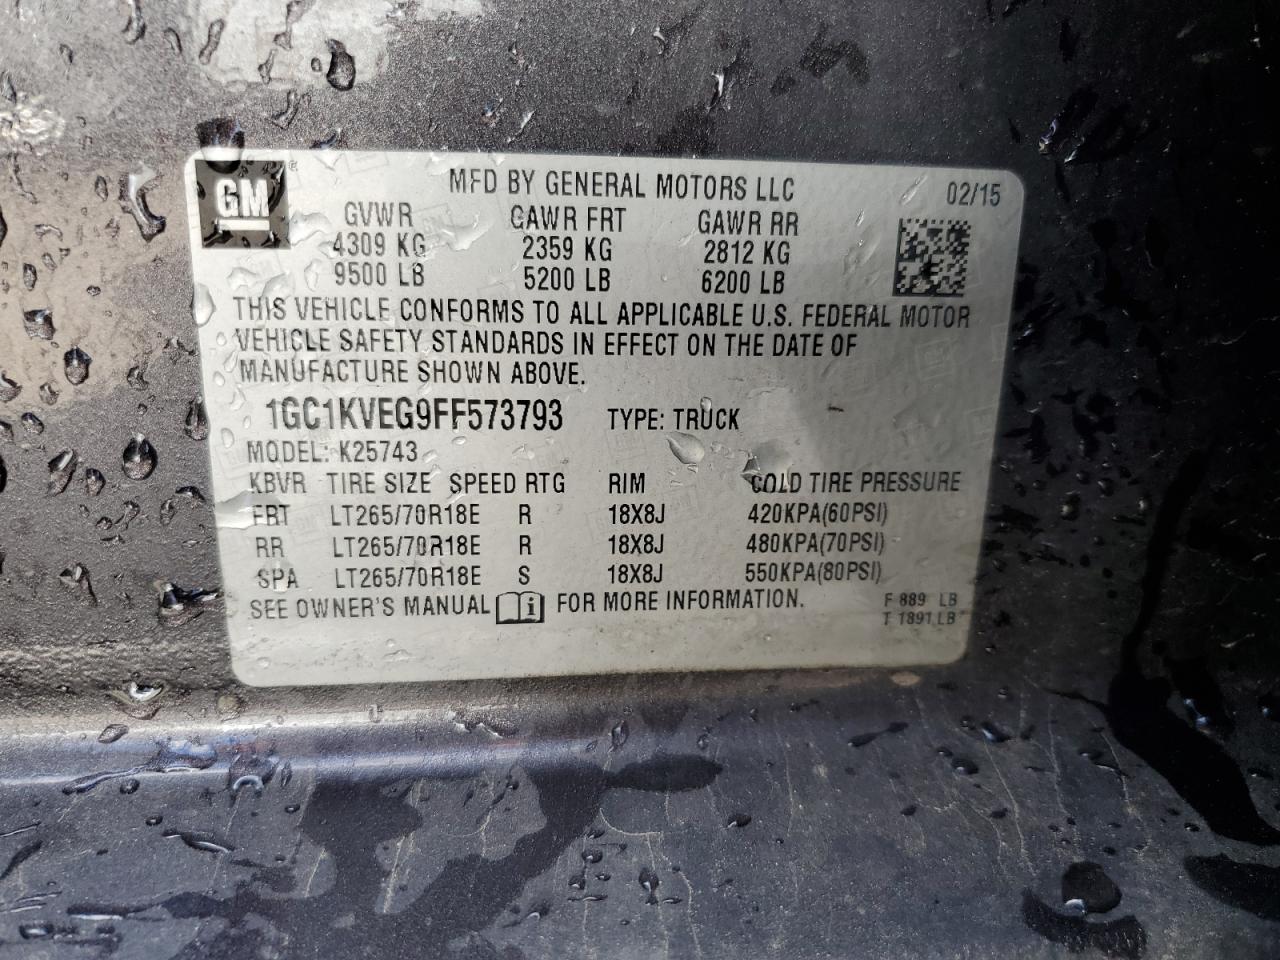 GM
MFD BY GENERAL MOTORS LLC 02/15
GVWR GAWR FRT GAWR RR
4309 KG 2359 KG 2812 KG
9500 LB 5200 LB 6200 LB
THIS VEHICLE CONFORMS TO ALL APPLICABLE U.S. FEDERAL MOTOR
VEHICLE SAFETY STANDARDS IN EFFECT ON THE DATE OF
MANUFACTURE SHOWN ABOVE.
1GC1KVEG9FF573793 TYPE: TRUCK
MODEL: K25743
KBVR TIRE SIZE SPEED RTG RIM COLD TIRE PRESSURE
FRT LT265/70R18E R 18X8J 420KPA(60PSI)
RR LT265/70R18E R 18X8J 480KPA(70PSI)
SPA LT265/70R18E S 18X8J 550KPA(80PSI)
SEE OWNER'S MANUAL i FOR MORE INFORMATION.
F 889 LB
T 1891 LB